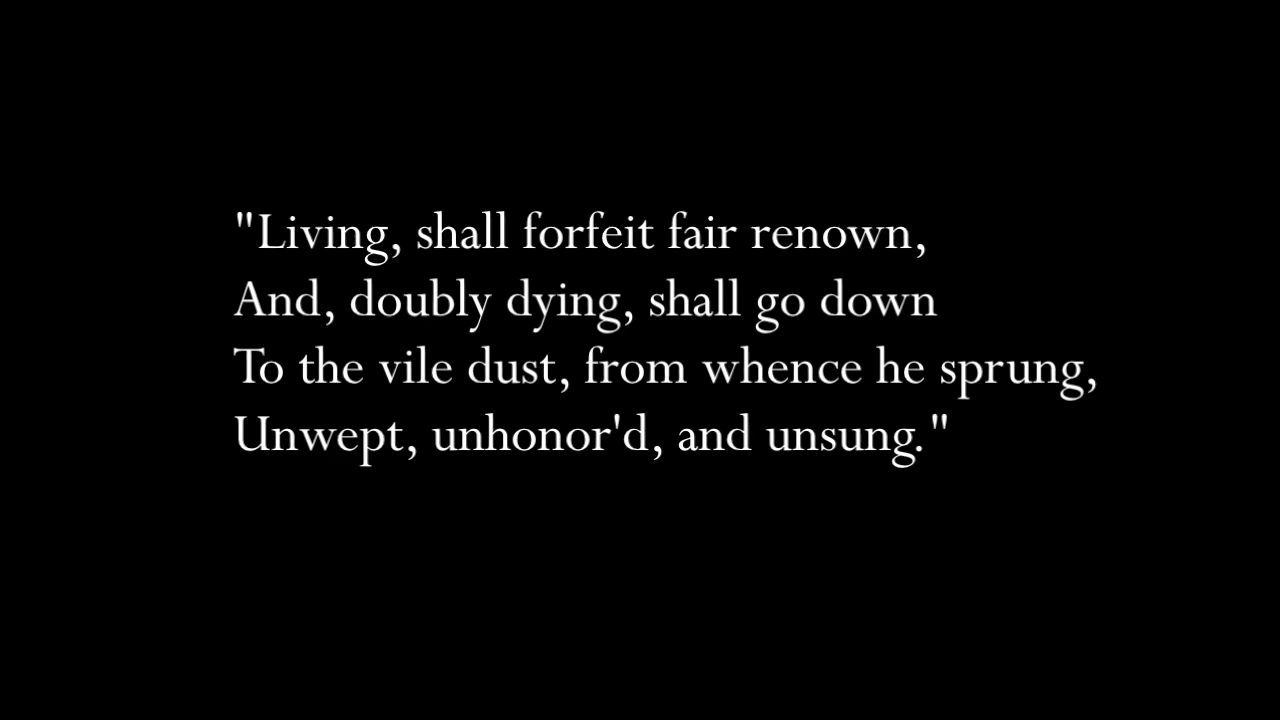 "Living, shall forfeit fair renown,
And, doubly dying, shall go down
To the vile dust, from whence he sprung,
Unwept, unhonor'd, and unsung."